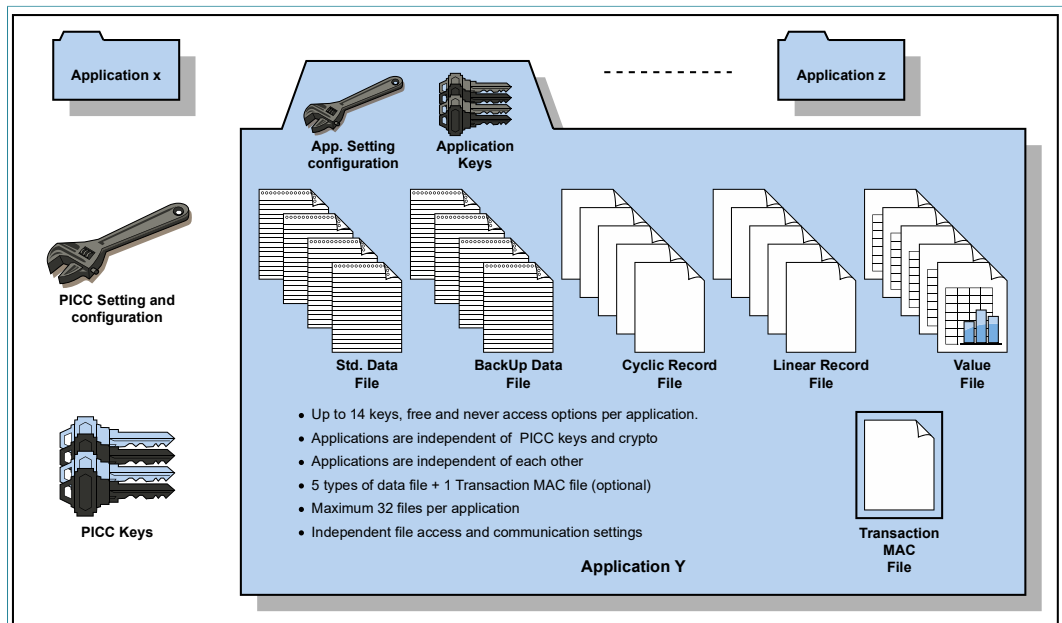 Application x
Application z
App. Setting
configuration
Application
Keys
PICC Setting and
configuration
Std. Data
File
BackUp Data
File
Cyclic Record
File
Linear Record
File
Value
File
• Up to 14 keys, free and never access options per application.
• Applications are independent of PICC keys and crypto
• Applications are independent of each other
• 5 types of data file + 1 Transaction MAC file (optional)
• Maximum 32 files per application
• Independent file access and communication settings
PICC Keys
Transaction
MAC
File
Application Y